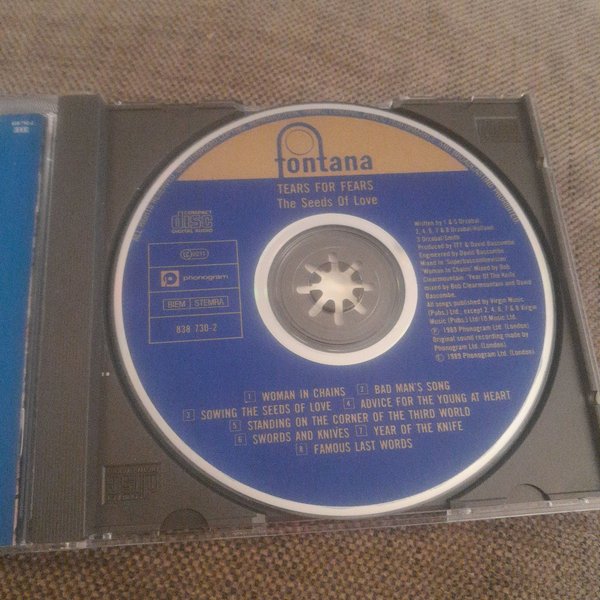 838 730-2
fontana
TEARS FOR FEARS
The Seeds Of Love
COMPACT
disc
DIGITAL AUDIO
phonogram
BIEM STEMRA
838 730-2
Written by 1 & 5 Orzabal,
2, 4, 6, 7 & 8 Orzabal/Holland
3 Orzabal/Smith
Produced by TFF & David Bascombe
Engineered by David Bascombe
Mixed in 'Superbascombevision'
'Woman In Chains' Mixed by Bob
Clearmountain. 'Year Of The Knife'
mixed by Bob Clearmountain and David
Bascombe.
All songs published by Virgin Music
(Pubs.) Ltd., except 2, 4, 6, 7 & 8 Virgin
Music (Pubs.) Ltd/10 Music Ltd.
℗ 1989 Phonogram Ltd. (London)
Original sound recording made by
Phonogram Ltd. (London)
© 1989 Phonogram Ltd. (London)
1 WOMAN IN CHAINS 2 BAD MAN'S SONG
3 SOWING THE SEEDS OF LOVE 4 ADVICE FOR THE YOUNG AT HEART
5 STANDING ON THE CORNER OF THE THIRD WORLD
6 SWORDS AND KNIVES 7 YEAR OF THE KNIFE
8 FAMOUS LAST WORDS